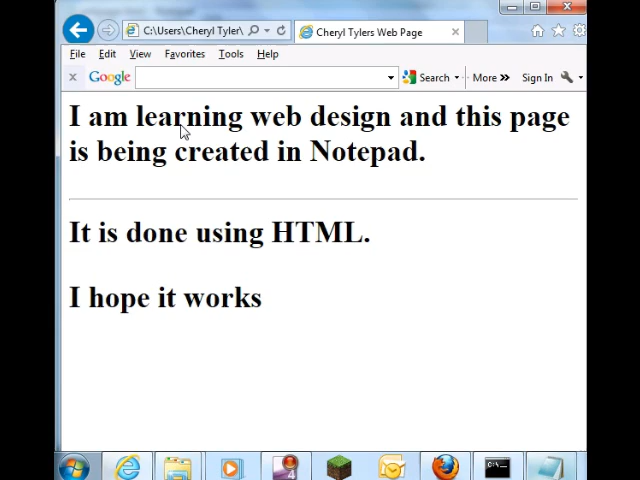 C:\Users\Cheryl Tyler\
Cheryl Tylers Web Page
File Edit View Favorites Tools Help
x Google Search More » Sign In
I am learning web design and this page
is being created in Notepad.
It is done using HTML.
I hope it works
4
C:\